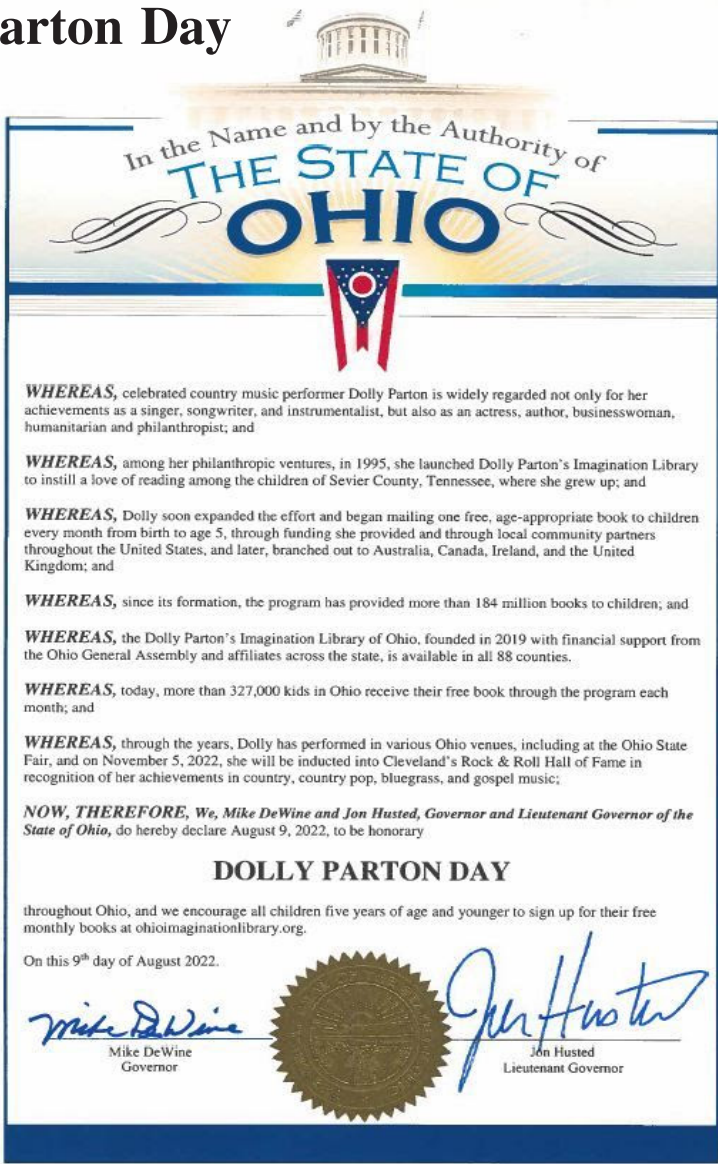 arton Day
In the Name and by the Authority of
THE STATE OF
OHIO
WHEREAS, celebrated country music performer Dolly Parton is widely regarded not only for her
achievements as a singer, songwriter, and instrumentalist, but also as an actress, author, businesswoman,
humanitarian and philanthropist; and
WHEREAS, among her philanthropic ventures, in 1995, she launched Dolly Parton's Imagination Library
to instill a love of reading among the children of Sevier County, Tennessee, where she grew up; and
WHEREAS, Dolly soon expanded the effort and began mailing one free, age-appropriate book to children
every month from birth to age 5, through funding she provided and through local community partners
throughout the United States, and later, branched out to Australia, Canada, Ireland, and the United
Kingdom; and
WHEREAS, since its formation, the program has provided more than 184 million books to children; and
WHEREAS, the Dolly Parton's Imagination Library of Ohio, founded in 2019 with financial support from
the Ohio General Assembly and affiliates across the state, is available in all 88 counties.
WHEREAS, today, more than 327,000 kids in Ohio receive their free book through the program each
month; and
WHEREAS, through the years, Dolly has performed in various Ohio venues, including at the Ohio State
Fair, and on November 5, 2022, she will be inducted into Cleveland's Rock & Roll Hall of Fame in
recognition of her achievements in country, country pop, bluegrass, and gospel music;
NOW, THEREFORE, We, Mike DeWine and Jon Husted, Governor and Lieutenant Governor of the
State of Ohio, do hereby declare August 9, 2022, to be honorary
DOLLY PARTON DAY
throughout Ohio, and we encourage all children five years of age and younger to sign up for their free
monthly books at ohioimaginationlibrary.org.
On this 9th day of August 2022.
Mike DeWine
Jon Husted
Mike DeWine
Governor
Jon Husted
Lieutenant Governor